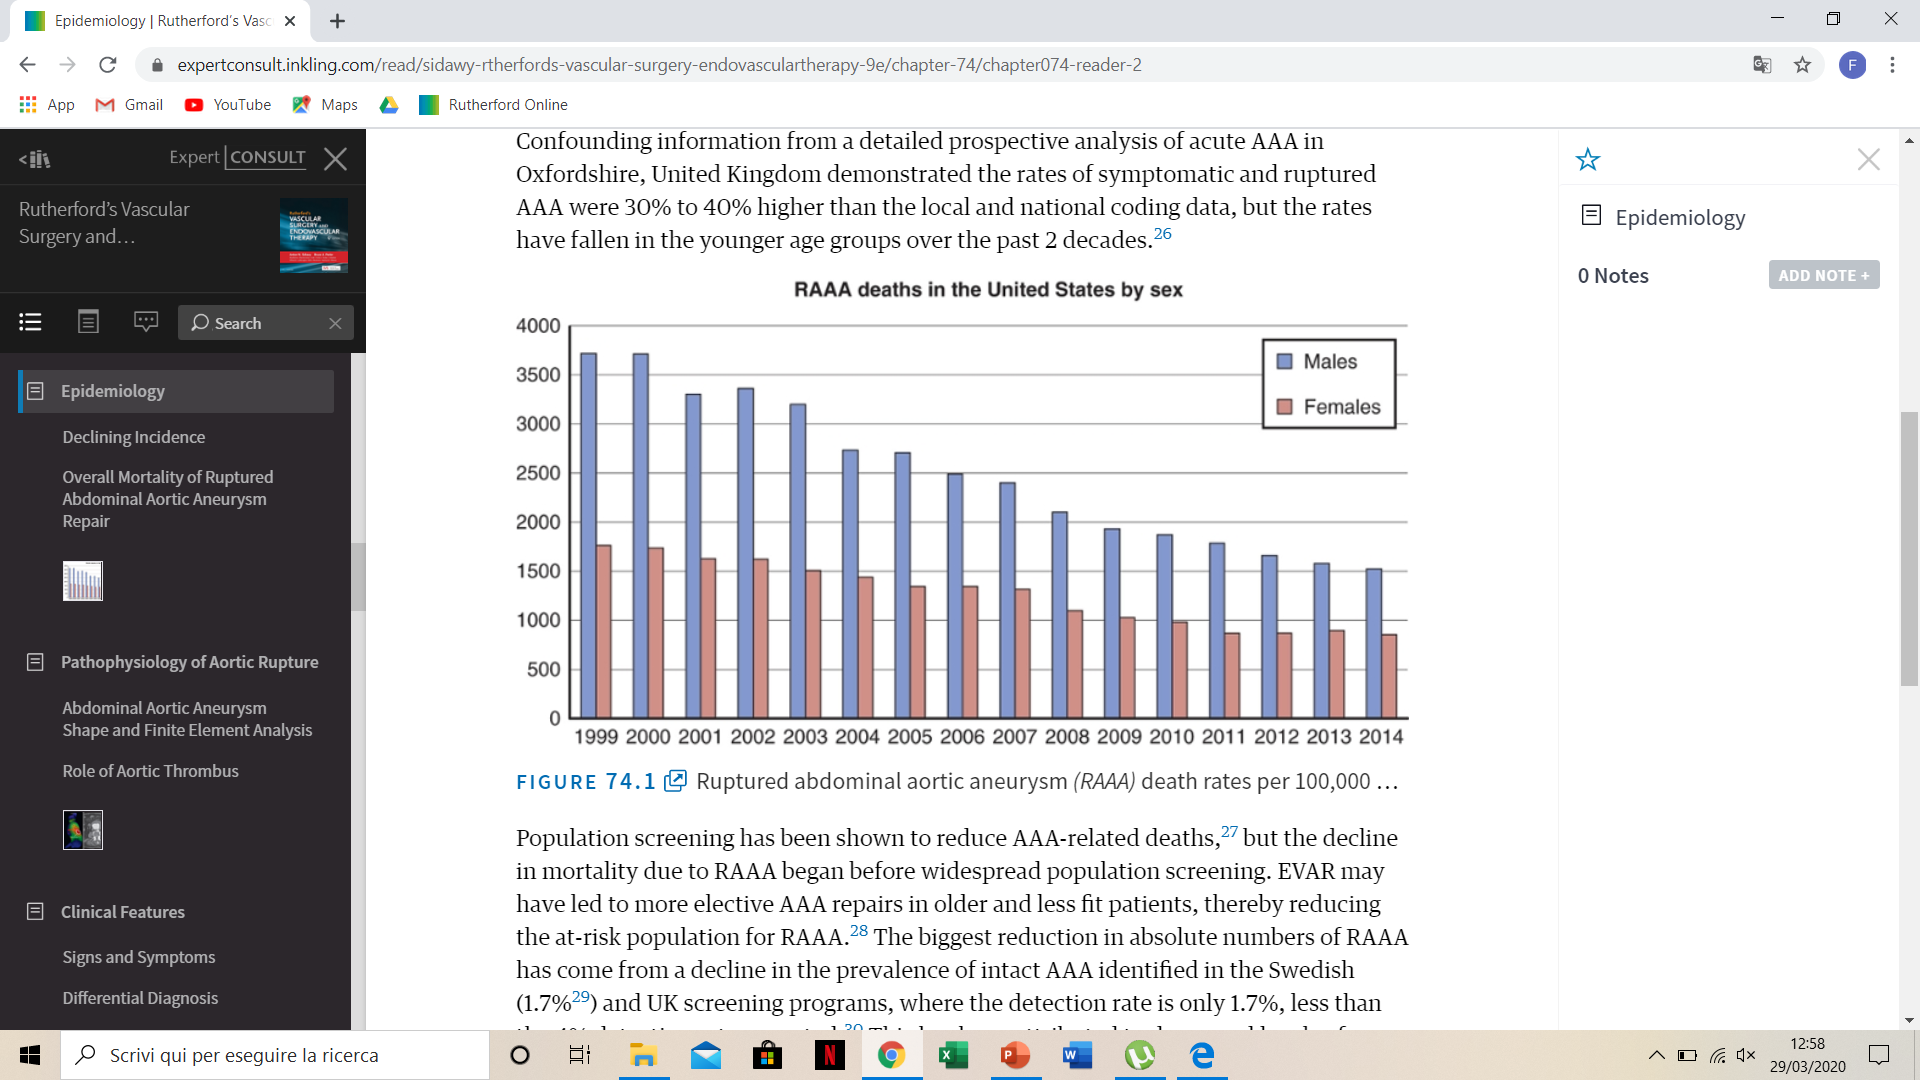 Epidemiology | Rutherford's Vasc
expertconsult.inkling.com/read/sidawy-rtherfords-vascular-surgery-endovasculartherapy-9e/chapter-74/chapter074-reader-2
F
App Gmail YouTube Maps Rutherford Online
Expert CONSULT
Rutherford's Vascular
Surgery and…
Rutherford's
VASCULAR
SURGERY AND
ENDOVASCULAR
THERAPY
Search
Epidemiology
Declining Incidence
Overall Mortality of Ruptured
Abdominal Aortic Aneurysm
Repair
Pathophysiology of Aortic Rupture
Abdominal Aortic Aneurysm
Shape and Finite Element Analysis
Role of Aortic Thrombus
Clinical Features
Signs and Symptoms
Differential Diagnosis
Confounding information from a detailed prospective analysis of acute AAA in
Oxfordshire, United Kingdom demonstrated the rates of symptomatic and ruptured
AAA were 30% to 40% higher than the local and national coding data, but the rates
have fallen in the younger age groups over the past 2 decades.26
RAAA deaths in the United States by sex
4000
3500
3000
2500
2000
1500
1000
500
0
Males
Females
1999 2000 2001 2002 2003 2004 2005 2006 2007 2008 2009 2010 2011 2012 2013 2014
FIGURE 74.1 Ruptured abdominal aortic aneurysm (RAAA) death rates per 100,000 …
Population screening has been shown to reduce AAA-related deaths,27 but the decline
in mortality due to RAAA began before widespread population screening. EVAR may
have led to more elective AAA repairs in older and less fit patients, thereby reducing
the at-risk population for RAAA.28 The biggest reduction in absolute numbers of RAAA
has come from a decline in the prevalence of intact AAA identified in the Swedish
(1.7%29) and UK screening programs, where the detection rate is only 1.7%, less than
Epidemiology
0 Notes
ADD NOTE +
Scrivi qui per eseguire la ricerca
12:58
29/03/2020